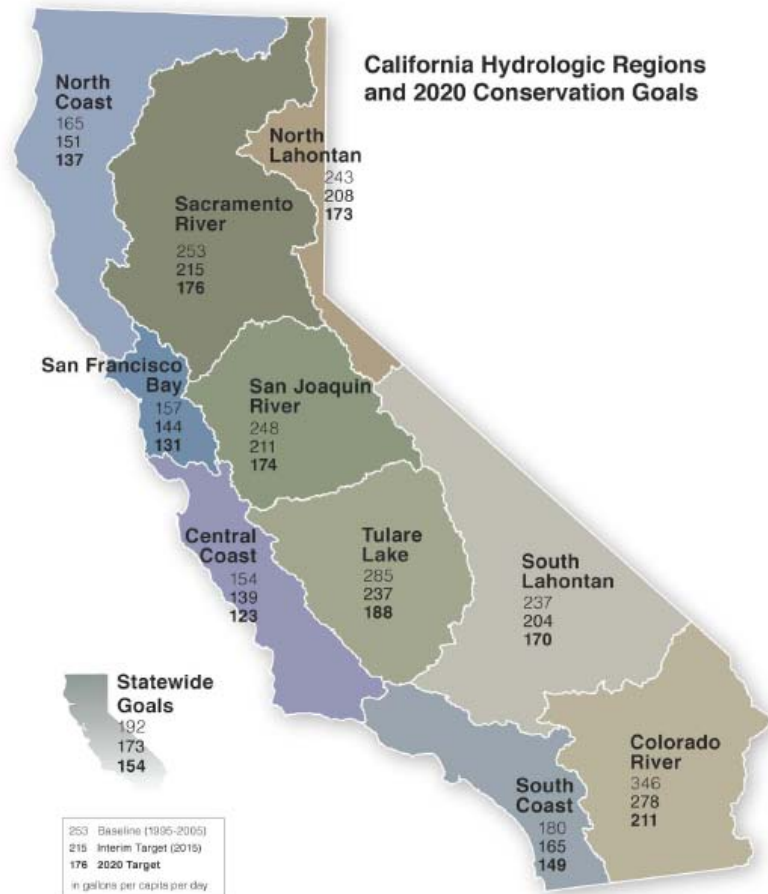 California Hydrologic Regions
and 2020 Conservation Goals
North
Coast
165
151
137
North
Lahontan
243
208
173
Sacramento
River
253
215
176
San Francisco
Bay
157
144
131
San Joaquin
River
248
211
174
Central
Coast
154
139
123
Tulare
Lake
285
237
188
South
Lahontan
237
204
170
Statewide
Goals
192
173
154
Colorado
River
346
278
211
South
Coast
180
165
149
253 Baseline (1995-2005)
215 Interim Target (2015)
176 2020 Target
in gallons per capita per day